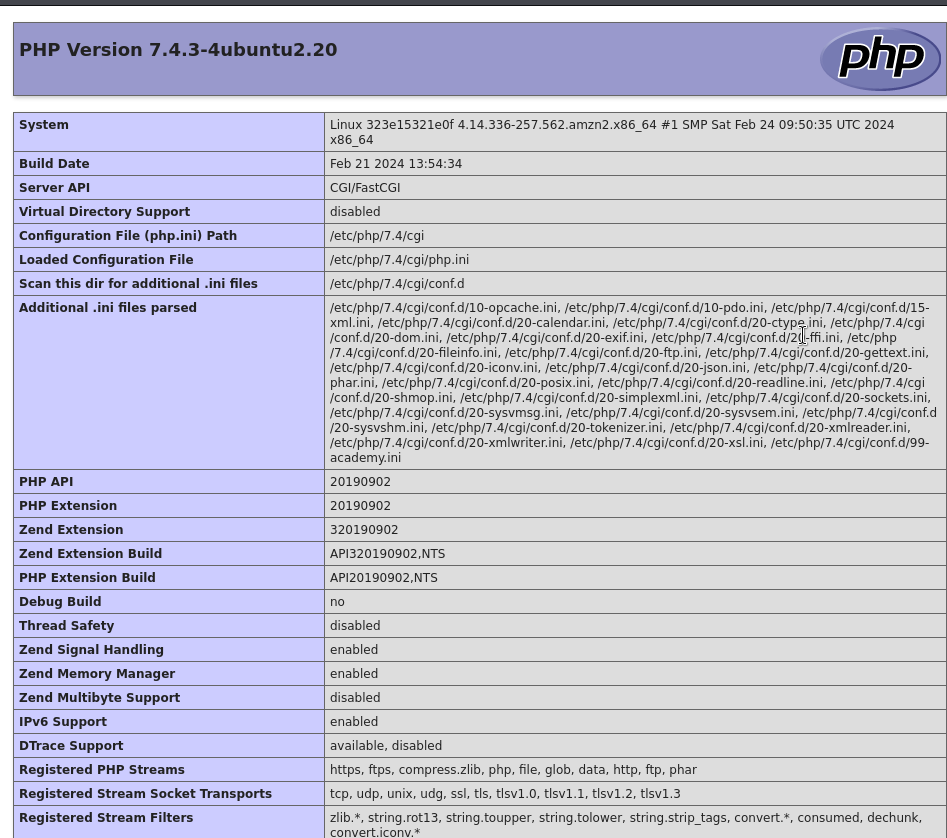 PHP Version 7.4.3-4ubuntu2.20
php
System
Linux 323e15321e0f 4.14.336-257.562.amzn2.x86_64 #1 SMP Sat Feb 24 09:50:35 UTC 2024
x86_64
Build Date
Feb 21 2024 13:54:34
Server API
CGI/FastCGI
Virtual Directory Support
disabled
Configuration File (php.ini) Path
/etc/php/7.4/cgi
Loaded Configuration File
/etc/php/7.4/cgi/php.ini
Scan this dir for additional .ini files
/etc/php/7.4/cgi/conf.d
Additional .ini files parsed
/etc/php/7.4/cgi/conf.d/10-opcache.ini, /etc/php/7.4/cgi/conf.d/10-pdo.ini, /etc/php/7.4/cgi/conf.d/15-
xml.ini, /etc/php/7.4/cgi/conf.d/20-calendar.ini, /etc/php/7.4/cgi/conf.d/20-ctype.ini, /etc/php/7.4/cgi
/conf.d/20-dom.ini, /etc/php/7.4/cgi/conf.d/20-exif.ini, /etc/php/7.4/cgi/conf.d/20-ffi.ini, /etc/php
/7.4/cgi/conf.d/20-fileinfo.ini, /etc/php/7.4/cgi/conf.d/20-ftp.ini, /etc/php/7.4/cgi/conf.d/20-gettext.ini,
/etc/php/7.4/cgi/conf.d/20-iconv.ini, /etc/php/7.4/cgi/conf.d/20-json.ini, /etc/php/7.4/cgi/conf.d/20-
phar.ini, /etc/php/7.4/cgi/conf.d/20-posix.ini, /etc/php/7.4/cgi/conf.d/20-readline.ini, /etc/php/7.4/cgi
/conf.d/20-shmop.ini, /etc/php/7.4/cgi/conf.d/20-simplexml.ini, /etc/php/7.4/cgi/conf.d/20-sockets.ini,
/etc/php/7.4/cgi/conf.d/20-sysvmsg.ini, /etc/php/7.4/cgi/conf.d/20-sysvsem.ini, /etc/php/7.4/cgi/conf.d
/20-sysvshm.ini, /etc/php/7.4/cgi/conf.d/20-tokenizer.ini, /etc/php/7.4/cgi/conf.d/20-xmlreader.ini,
/etc/php/7.4/cgi/conf.d/20-xmlwriter.ini, /etc/php/7.4/cgi/conf.d/20-xsl.ini, /etc/php/7.4/cgi/conf.d/99-
academy.ini
PHP API
20190902
PHP Extension
20190902
Zend Extension
320190902
Zend Extension Build
API320190902,NTS
PHP Extension Build
API20190902,NTS
Debug Build
no
Thread Safety
disabled
Zend Signal Handling
enabled
Zend Memory Manager
enabled
Zend Multibyte Support
disabled
IPv6 Support
enabled
DTrace Support
available, disabled
Registered PHP Streams
https, ftps, compress.zlib, php, file, glob, data, http, ftp, phar
Registered Stream Socket Transports
tcp, udp, unix, udg, ssl, tls, tlsv1.0, tlsv1.1, tlsv1.2, tlsv1.3
Registered Stream Filters
zlib.*, string.rot13, string.toupper, string.tolower, string.strip_tags, convert.*, consumed, dechunk,
convert.iconv.*